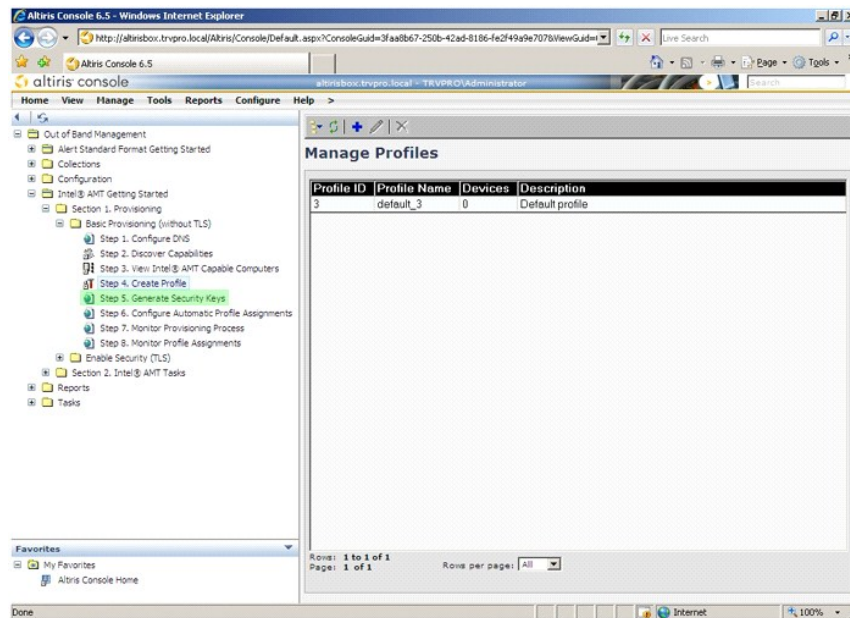 Altiris Console 6.5 - Windows Internet Explorer
http://altirisbox.trvpro.local/Altiris/Console/Default.aspx?ConsoleGuid=3faa8b67-250b-42ad-8186-fe2f49a9e707&ViewGuid=
Live Search
Altiris Console 6.5
Page
Tools
altiris console
altirisbox.trvpro.local - TRVPRO\Administrator
Search
Home View Manage Tools Reports Configure Help >
Out of Band Management
Alert Standard Format Getting Started
Collections
Configuration
Intel® AMT Getting Started
Section 1. Provisioning
Basic Provisioning (without TLS)
Step 1. Configure DNS
Step 2. Discover Capabilities
Step 3. View Intel® AMT Capable Computers
Step 4. Create Profile
Step 5. Generate Security Keys
Step 6. Configure Automatic Profile Assignments
Step 7. Monitor Provisioning Process
Step 8. Monitor Profile Assignments
Enable Security (TLS)
Section 2. Intel® AMT Tasks
Reports
Tasks
Manage Profiles
Profile ID Profile Name Devices Description
3 default_3 0 Default profile
Rows: 1 to 1 of 1
Page: 1 of 1
Rows per page: All
Favorites
My Favorites
Altiris Console Home
Done
Internet
100%